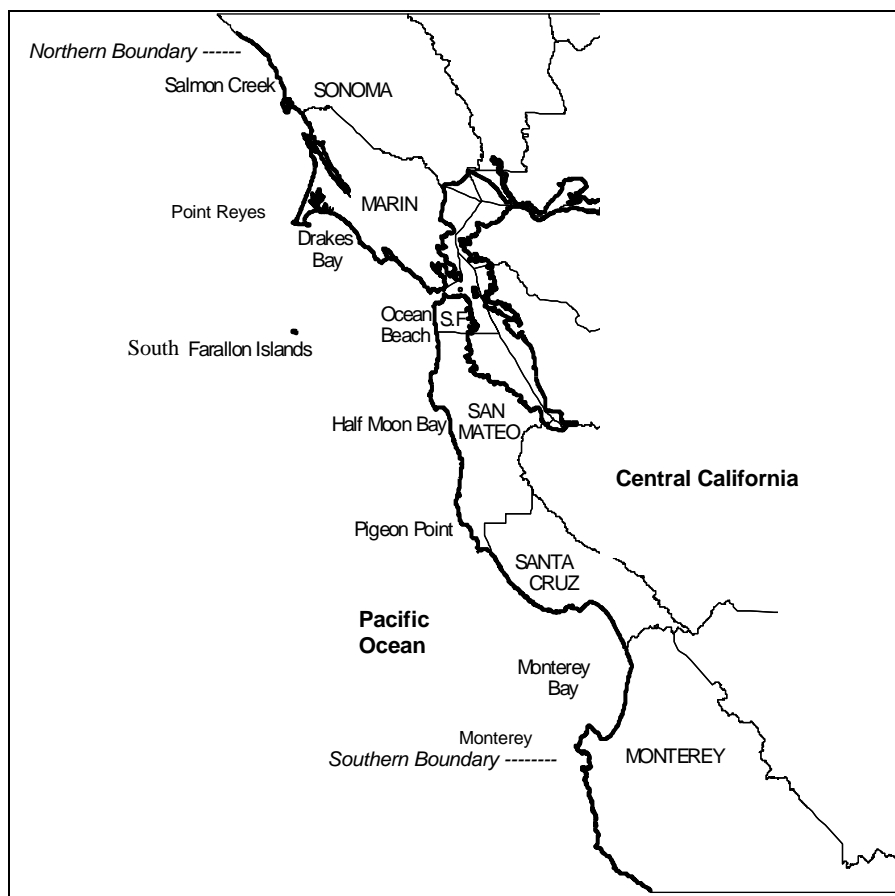 Northern Boundary ------
Salmon Creek
SONOMA
Point Reyes
MARIN
Drakes
Bay
Ocean
Beach
S.F
South Farallon Islands
Half Moon Bay
SAN
MATEO
Central California
Pigeon Point
SANTA
CRUZ
Pacific
Ocean
Monterey
Bay
Monterey
Southern Boundary --------
MONTEREY